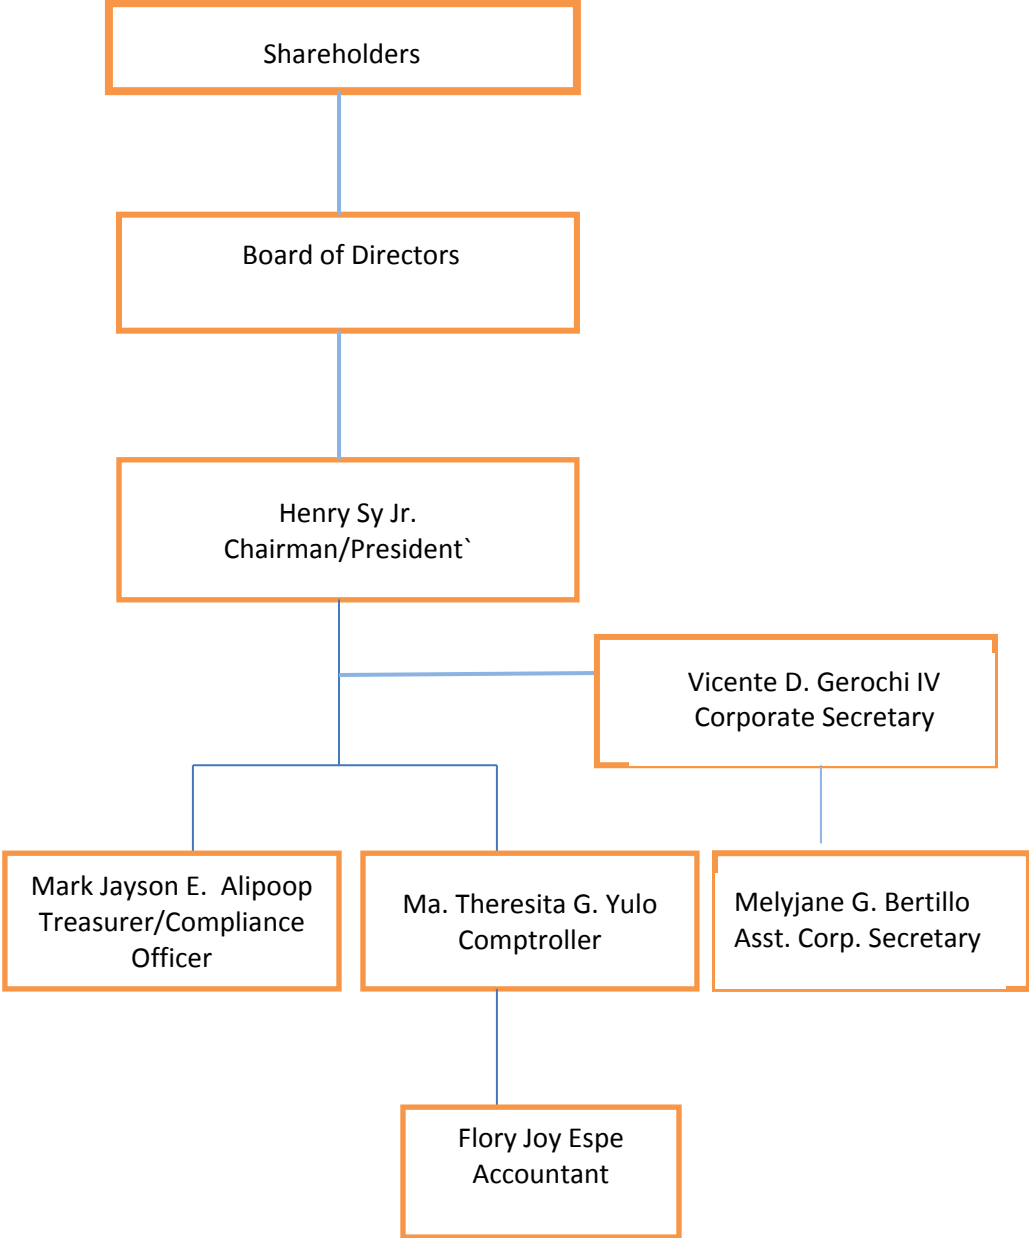 Shareholders
Board of Directors
Henry Sy Jr.
Chairman/President`
Vicente D. Gerochi IV
Corporate Secretary
Mark Jayson E.  Alipoop
Treasurer/Compliance
Officer
Ma. Theresita G. Yulo
Comptroller
Melyjane G. Bertillo
Asst. Corp. Secretary
Flory Joy Espe
Accountant